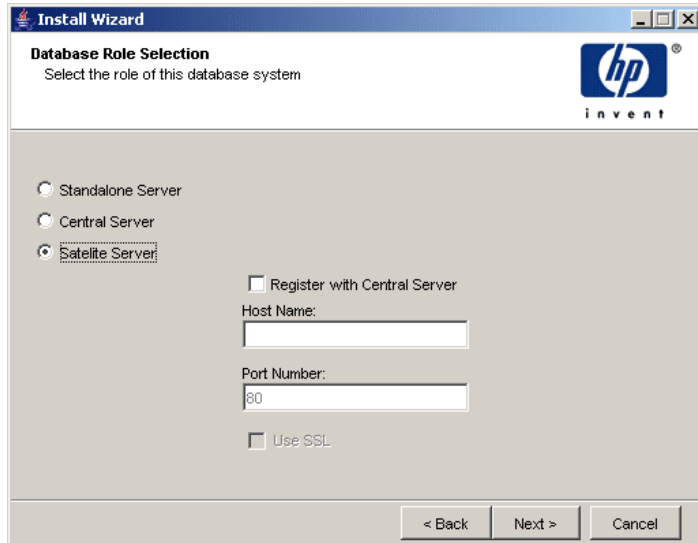 Install Wizard
Database Role Selection
Select the role of this database system
hp
®
invent
Standalone Server
Central Server
Satelite Server
Register with Central Server
Host Name:
Port Number:
80
Use SSL
< Back
Next >
Cancel